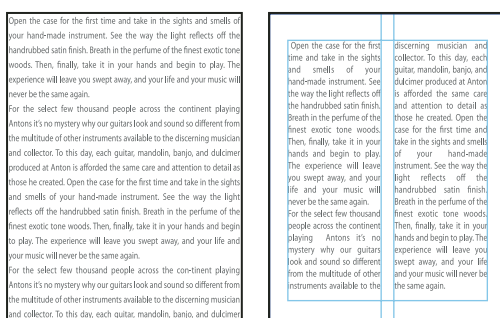 Open the case for the first time and take in the sights and smells of
your hand-made instrument. See the way the light reflects off the
handrubbed satin finish. Breath in the perfume of the finest exotic tone
woods. Then, finally, take it in your hands and begin to play. The
experience will leave you swept away, and your life and your music will
never be the same again.
For the select few thousand people across the continent playing
Antons it's no mystery why our guitars look and sound so different from
the multitude of other instruments available to the discerning musician
and collector. To this day, each guitar, mandolin, banjo, and dulcimer
produced at Anton is afforded the same care and attention to detail as
those he created. Open the case for the first time and take in the sights
and smells of your hand-made instrument. See the way the light
reflects off the handrubbed satin finish. Breath in the perfume of the
finest exotic tone woods. Then, finally, take it in your hands and begin
to play. The experience will leave you swept away, and your life and
your music will never be the same again.
For the select few thousand people across the con-tinent playing
Antons it's no mystery why our guitars look and sound so different from
the multitude of other instruments available to the discerning musician
and collector. To this day, each guitar, mandolin, banjo, and dulcimer
Open the case for the first
time and take in the sights
and smells of your
hand-made instrument. See
the way the light reflects off
the handrubbed satin finish.
Breath in the perfume of the
finest exotic tone woods.
Then, finally, take it in your
hands and begin to play.
The experience will leave
you swept away, and your
life and your music will
never be the same again.
For the select few thousand
people across the continent
playing Antons it's no
mystery why our guitars
look and sound so different
from the multitude of other
instruments available to the
discerning musician and
collector. To this day, each
guitar, mandolin, banjo, and
dulcimer produced at Anton
is afforded the same care
and attention to detail as
those he created. Open the
case for the first time and
take in the sights and smells
of your hand-made
instrument. See the way the
light reflects off the
handrubbed satin finish.
Breath in the perfume of the
finest exotic tone woods.
Then, finally, take it in your
hands and begin to play.
The experience will leave you
swept away, and your life
and your music will never be
the same again.